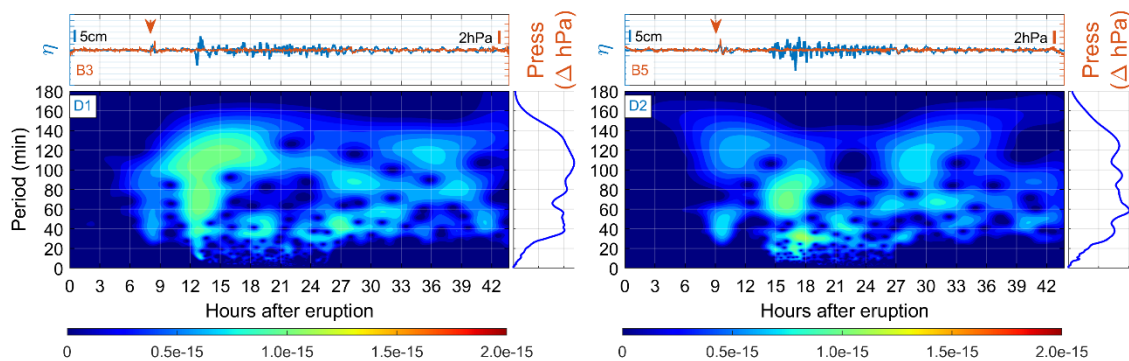 η
5cm
2hPa
B3
Press
(Δ hPa)
D1
Period (min)
180
160
140
120
100
80
60
40
20
0
0 3 6 9 12 15 18 21 24 27 30 33 36 39 42
Hours after eruption
0 0.5e-15 1.0e-15 1.5e-15 2.0e-15
η
5cm
2hPa
B5
Press
(Δ hPa)
D2
180
160
140
120
100
80
60
40
20
0
0 3 6 9 12 15 18 21 24 27 30 33 36 39 42
Hours after eruption
0 0.5e-15 1.0e-15 1.5e-15 2.0e-15